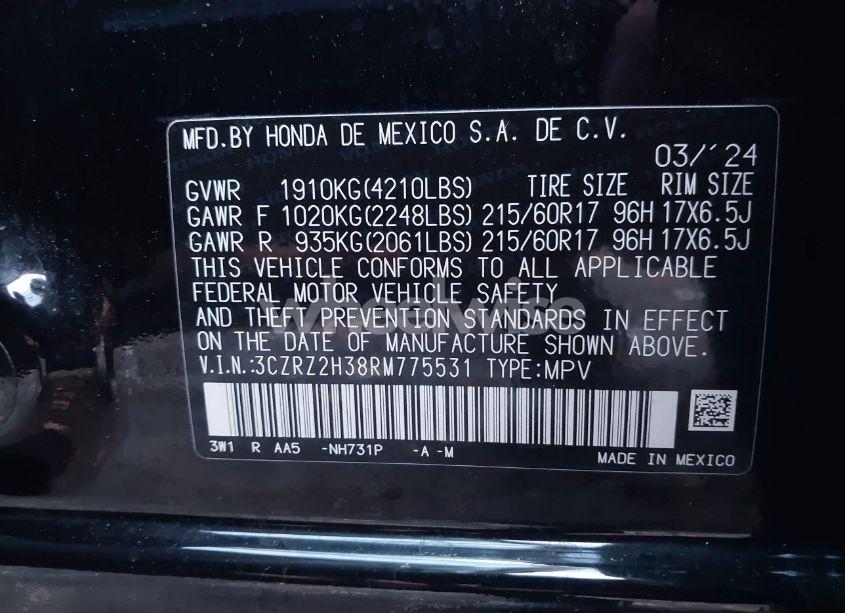 MFD.BY HONDA DE MEXICO S.A. DE C.V.
03/´24
GVWR 1910KG(4210LBS) TIRE SIZE RIM SIZE
GAWR F 1020KG(2248LBS) 215/60R17 96H 17X6.5J
GAWR R 935KG(2061LBS) 215/60R17 96H 17X6.5J
THIS VEHICLE CONFORMS TO ALL APPLICABLE
FEDERAL MOTOR VEHICLE SAFETY
AND THEFT PREVENTION STANDARDS IN EFFECT
ON THE DATE OF MANUFACTURE SHOWN ABOVE.
V.I.N.:3CZRZ2H38RM775531 TYPE:MPV
3W1 R AA5 -NH731P -A -M
MADE IN MEXICO